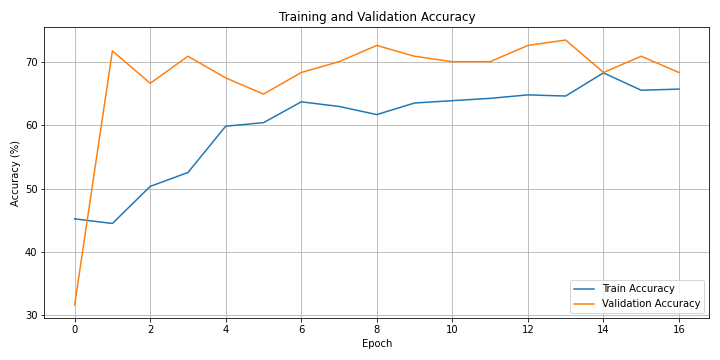 Training and Validation Accuracy
Accuracy (%)
70
60
50
40
30
0 2 4 6 8 10 12 14 16
Epoch
Train Accuracy
Validation Accuracy